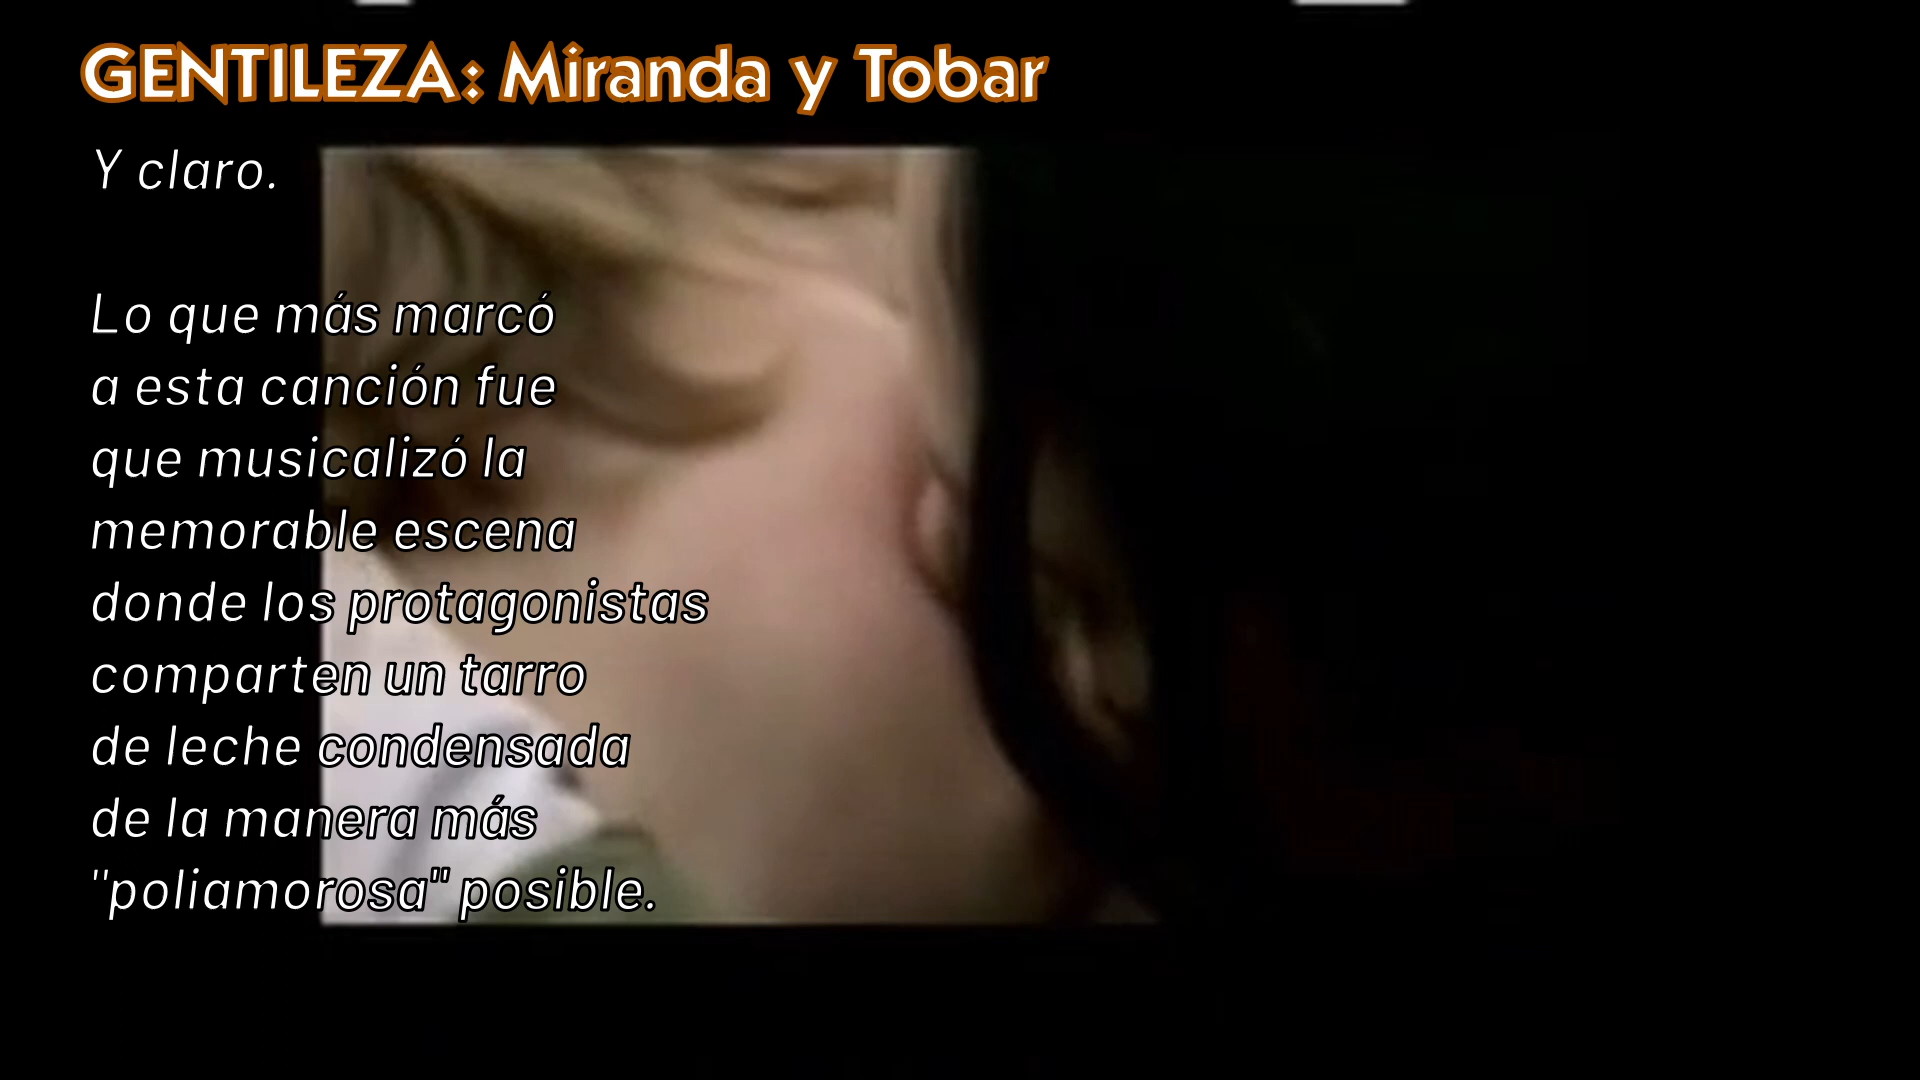 GENTILEZA: Miranda y Tobar
Y claro.
Lo que más marcó
a esta canción fue
que musicalizó la
memorable escena
donde los protagonistas
comparten un tarro
de leche condensada
de la manera más
"poliamorosa" posible.